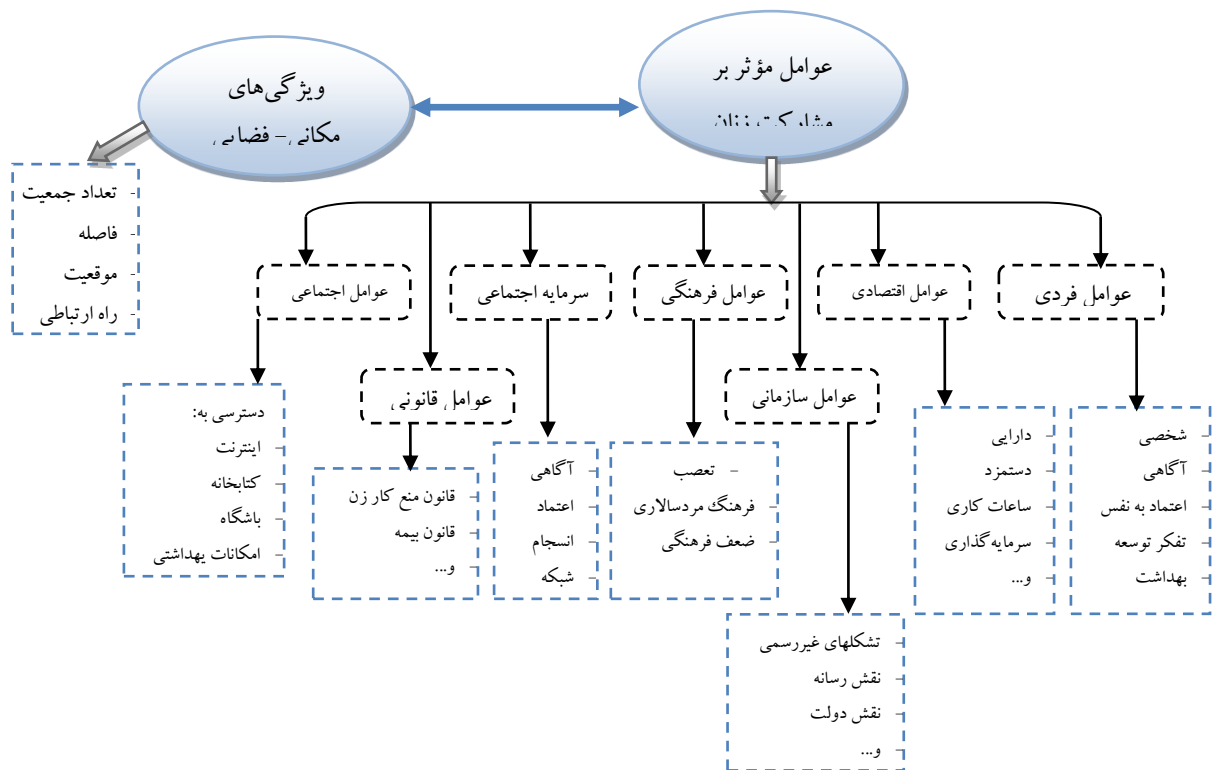 عوامل مؤثر بر
مشارکت زنان
ویژگی‌های
مکانی- فضایی
- تعداد جمعیت
- فاصله
- موقعیت
- راه ارتباطی
عوامل فردی
عوامل اقتصادی
عوامل فرهنگی
سرمایه اجتماعی
عوامل اجتماعی
عوامل سازمانی
عوامل قانونی
- شخصی
- آگاهی
- اعتماد به نفس
- تفکر توسعه
- بهداشت
- دارایی
- دستمزد
- ساعات کاری
- سرمایه‌گذاری
- و...
- تشکلهای غیررسمی
- نقش رسانه
- نقش دولت
- و...
- تعصب
- فرهنگ مردسالاری
- ضعف فرهنگی
- آگاهی
- اعتماد
- انسجام
- شبکه
- قانون منع کار زن
- قانون بیمه
- و...
دسترسی به:
- اینترنت
- کتابخانه
- باشگاه
- امکانات یهداشتی